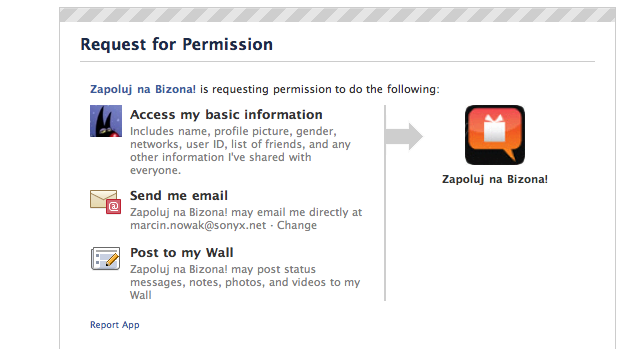 Request for Permission
Zapoluj na Bizona! is requesting permission to do the following:
Access my basic information
Includes name, profile picture, gender,
networks, user ID, list of friends, and any
other information I've shared with
everyone.
Zapoluj na Bizona!
Send me email
Zapoluj na Bizona! may email me directly at
marcin.nowak@sonyx.net · Change
Post to my Wall
Zapoluj na Bizona! may post status
messages, notes, photos, and videos to my
Wall
Report App